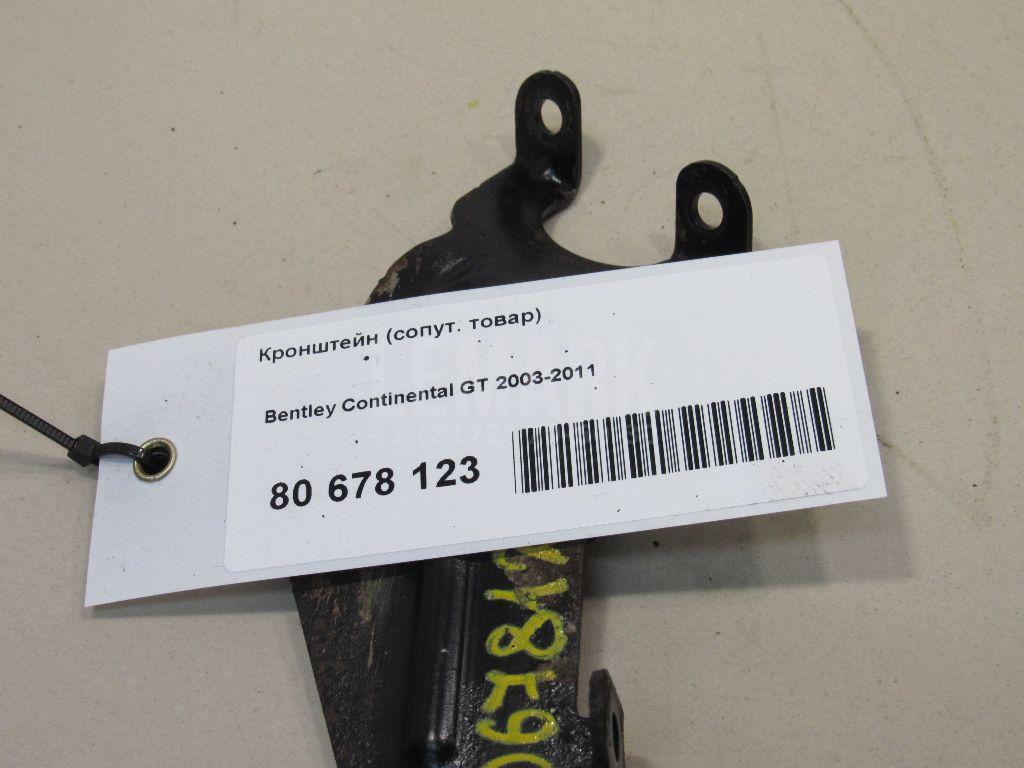 Кронштейн (сопут. товар)
Bentley Continental GT 2003-2011
80 678 123